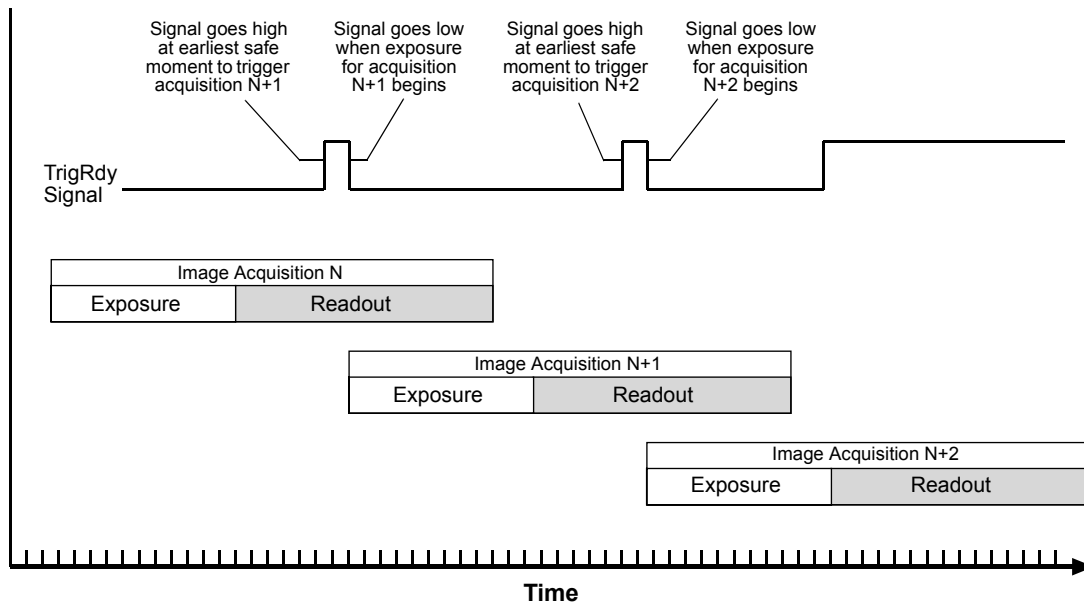 Signal goes high
at earliest safe
moment to trigger
acquisition N+1
Signal goes low
when exposure
for acquisition
N+1 begins
Signal goes high
at earliest safe
moment to trigger
acquisition N+2
Signal goes low
when exposure
for acquisition
N+2 begins
TrigRdy
Signal
Image Acquisition N
Exposure
Readout
Image Acquisition N+1
Exposure
Readout
Image Acquisition N+2
Exposure
Readout
Time